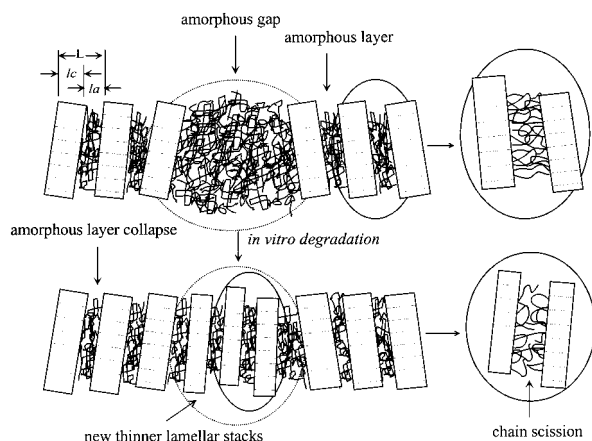 amorphous gap
amorphous layer
L
lc
la
amorphous layer collapse
in vitro degradation
new thinner lamellar stacks
chain scission